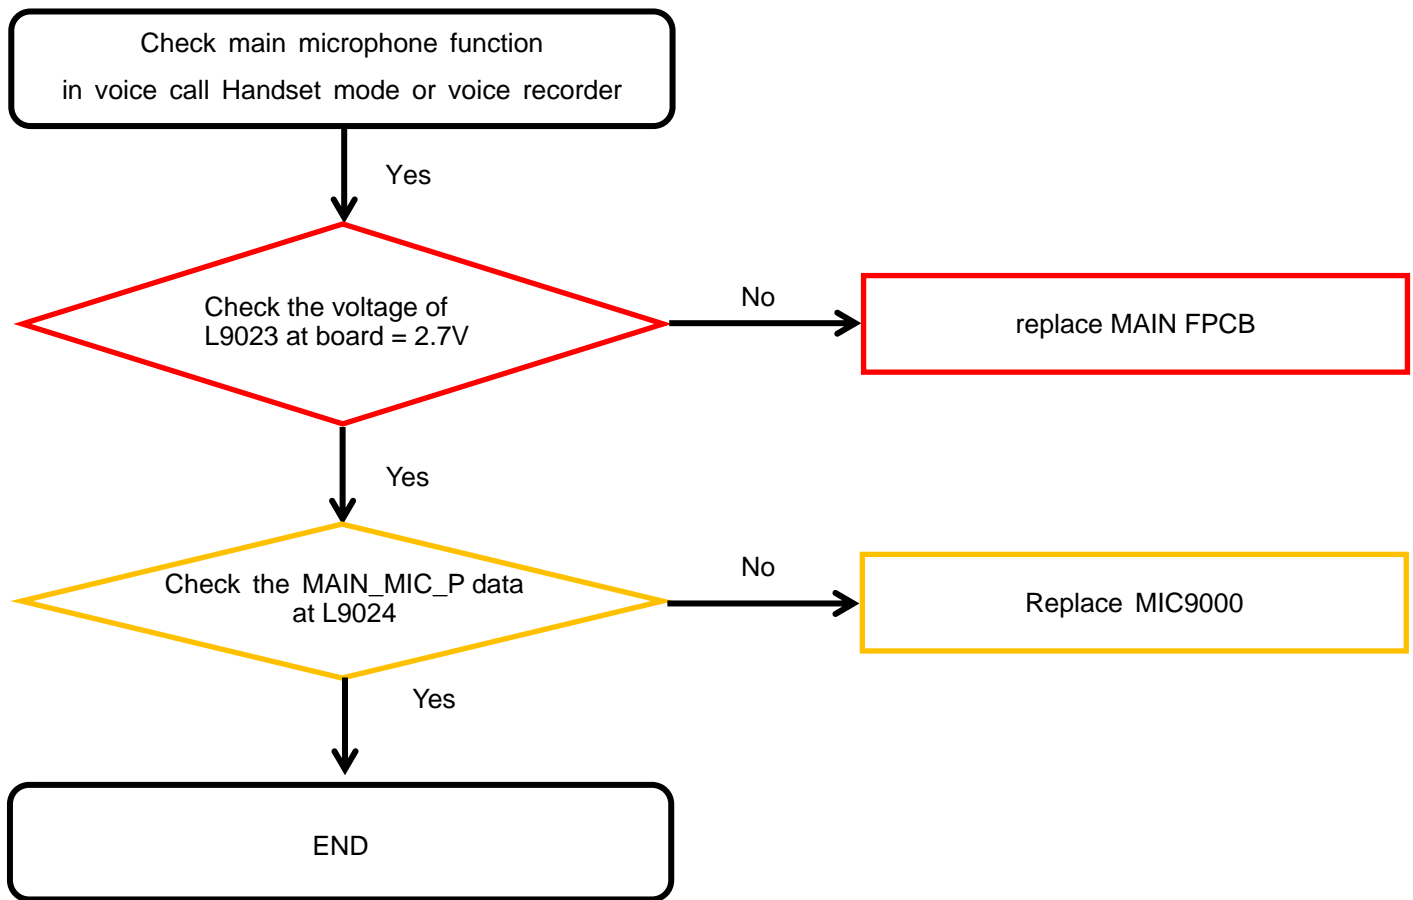 Check main microphone function
in voice call Handset mode or voice recorder
Yes
Check the voltage of
L9023 at board = 2.7V
No
replace MAIN FPCB
Yes
Check the MAIN_MIC_P data
at L9024
No
Replace MIC9000
Yes
END